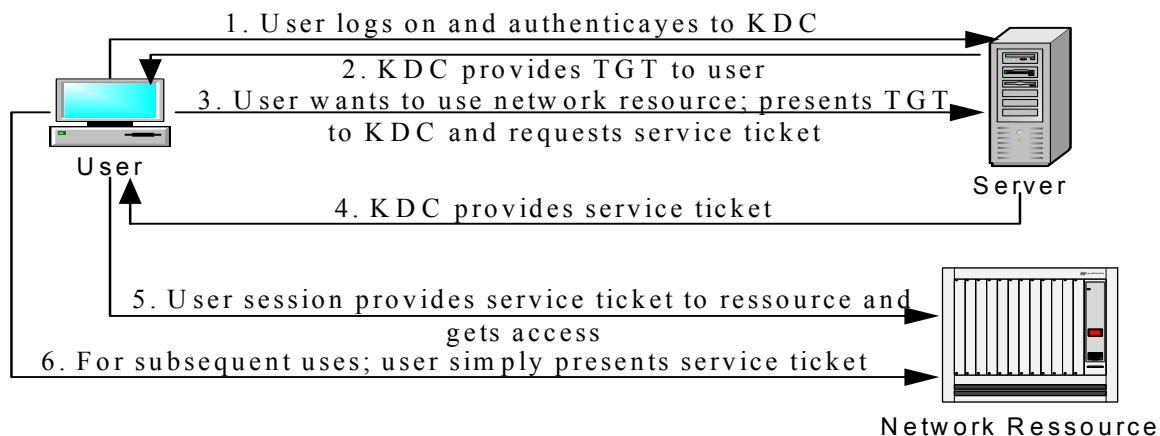 1. User logs on and authenticayes to KDC
2. KDC provides TGT to user
3. User wants to use network resource; presents TGT
to KDC and requests service ticket
User
Server
4. KDC provides service ticket
5. User session provides service ticket to ressource and
gets access
6. For subsequent uses; user simply presents service ticket
Network Ressource